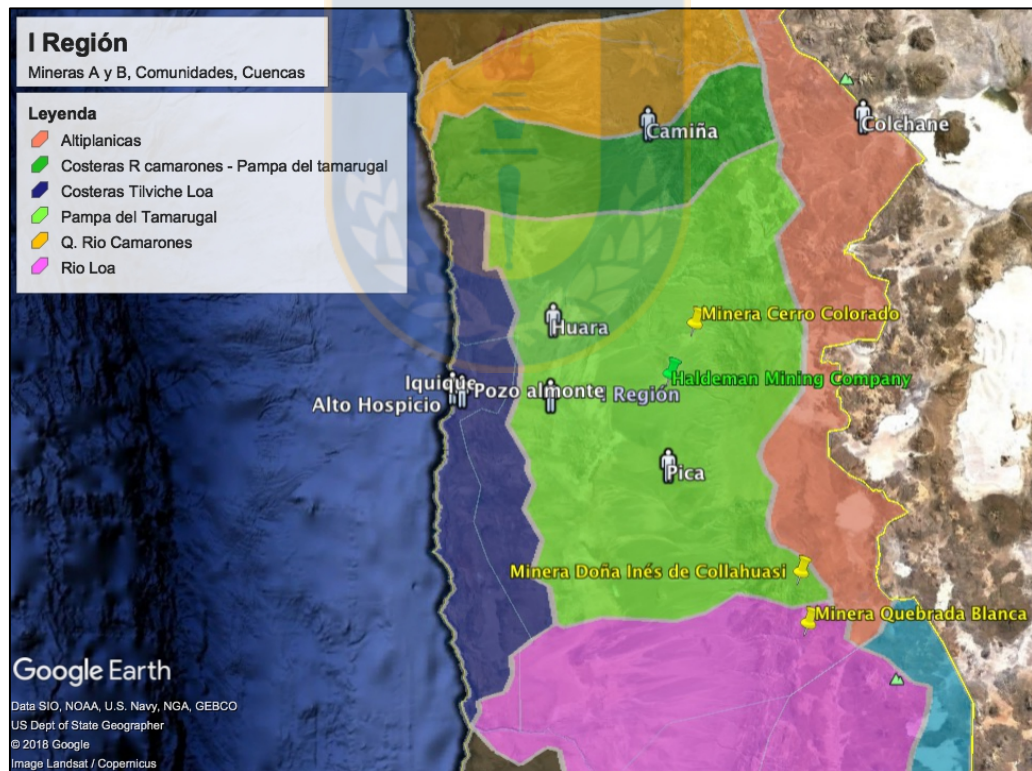 I Región
Mineras A y B, Comunidades, Cuencas
Leyenda
Altiplanicas
Costeras R camarones - Pampa del tamarugal
Costeras Tilviche Loa
Pampa del Tamarugal
Q. Rio Camarones
Rio Loa
Camiña
Colchane
Minera Cerro Colorado
Huara
Haldeman Mining Company
Iquique
Pozo almonte
I Región
Alto Hospicio
Pica
Minera Doña Inés de Collahuasi
Minera Quebrada Blanca
Google Earth
Data SIO, NOAA, U.S. Navy, NGA, GEBCO
US Dept of State Geographer
© 2018 Google
Image Landsat / Copernicus